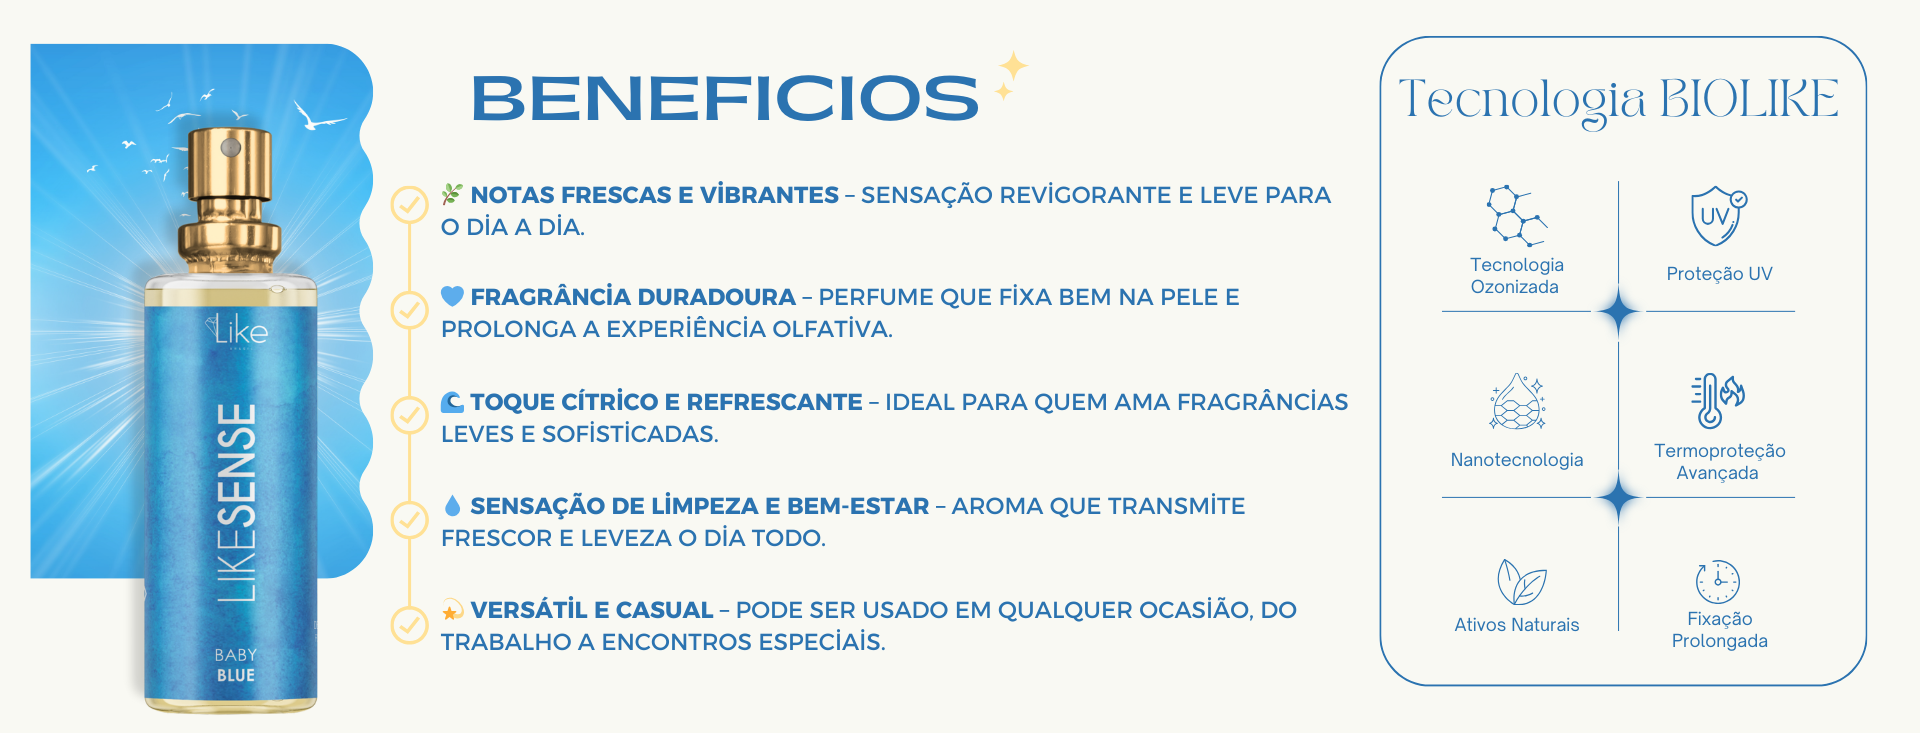 BENEFICIOS
🌿 NOTAS FRESCAS E VİBRANTES – SENSAÇÃO REVİGORANTE E LEVE PARA
O DİA A DİA.
💙 FRAGRÂNCİA DURADOURA – PERFUME QUE FİXA BEM NA PELE E
PROLONGA A EXPERİÊNCİA OLFATİVA.
🌊 TOQUE CÍTRİCO E REFRESCANTE – IDEAL PARA QUEM AMA FRAGRÂNCİAS
LEVES E SOFİSTİCADAS.
💧 SENSAÇÃO DE LİMPEZA E BEM-ESTAR – AROMA QUE TRANSMİTE
FRESCOR E LEVEZA O DİA TODO.
💫 VERSÁTİL E CASUAL – PODE SER USADO EM QUALQUER OCASİÃO, DO
TRABALHO A ENCONTROS ESPECİAİS.
Like
LIKESENSE
BABY
BLUE
Tecnologia BIOLIKE
Tecnologia
Ozonizada
UV
Proteção UV
Nanotecnologia
Termoproteção
Avançada
Ativos Naturais
Fixação
Prolongada